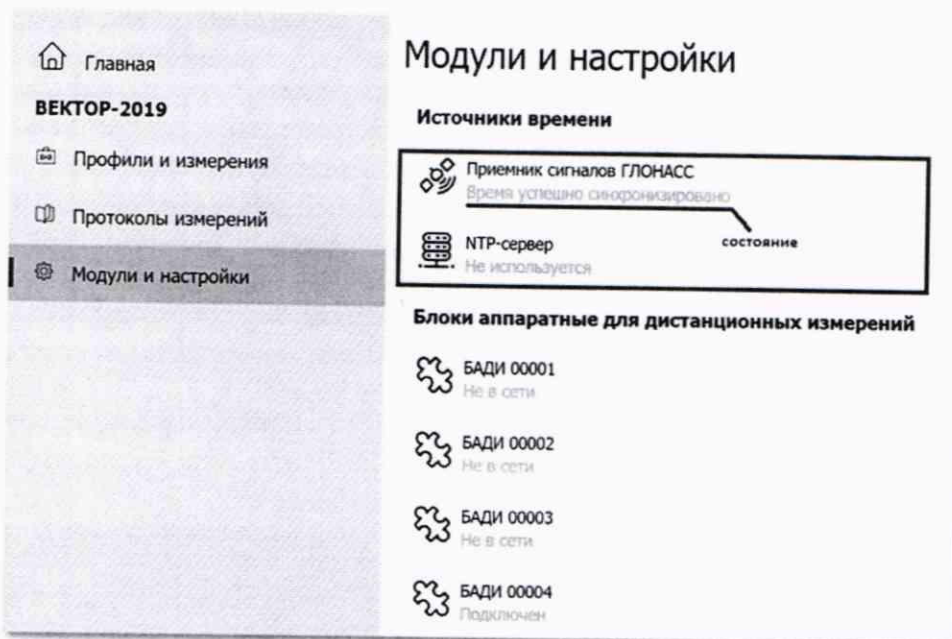 Главная
ВЕКТОР-2019
Профили и измерения
Протоколы измерений
Модули и настройки
Модули и настройки
Источники времени
Приемник сигналов ГЛОНАСС
Время успешно синхронизировано
состояние
NTP-сервер
Не используется
Блоки аппаратные для дистанционных измерений
БАДИ 00001
Не в сети
БАДИ 00002
Не в сети
БАДИ 00003
Не в сети
БАДИ 00004
Подключен